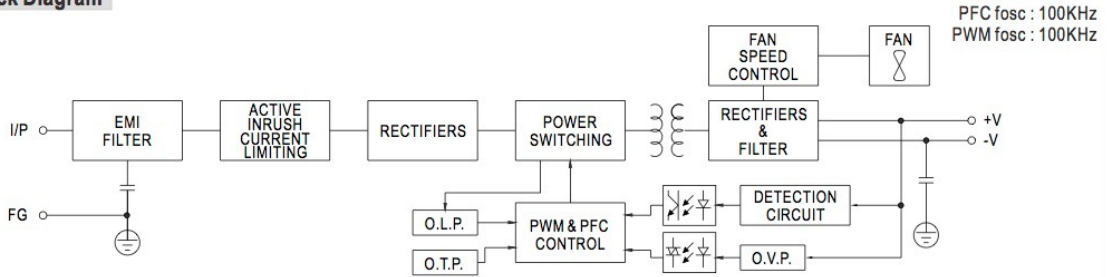 Diagram
PFC fosc : 100KHz
PWM fosc : 100KHz
FAN
SPEED
CONTROL
FAN
I/P
EMI
FILTER
ACTIVE
INRUSH
CURRENT
LIMITING
RECTIFIERS
POWER
SWITCHING
RECTIFIERS
&
FILTER
+V
-V
FG
O.L.P.
O.T.P.
PWM & PFC
CONTROL
DETECTION
CIRCUIT
O.V.P.